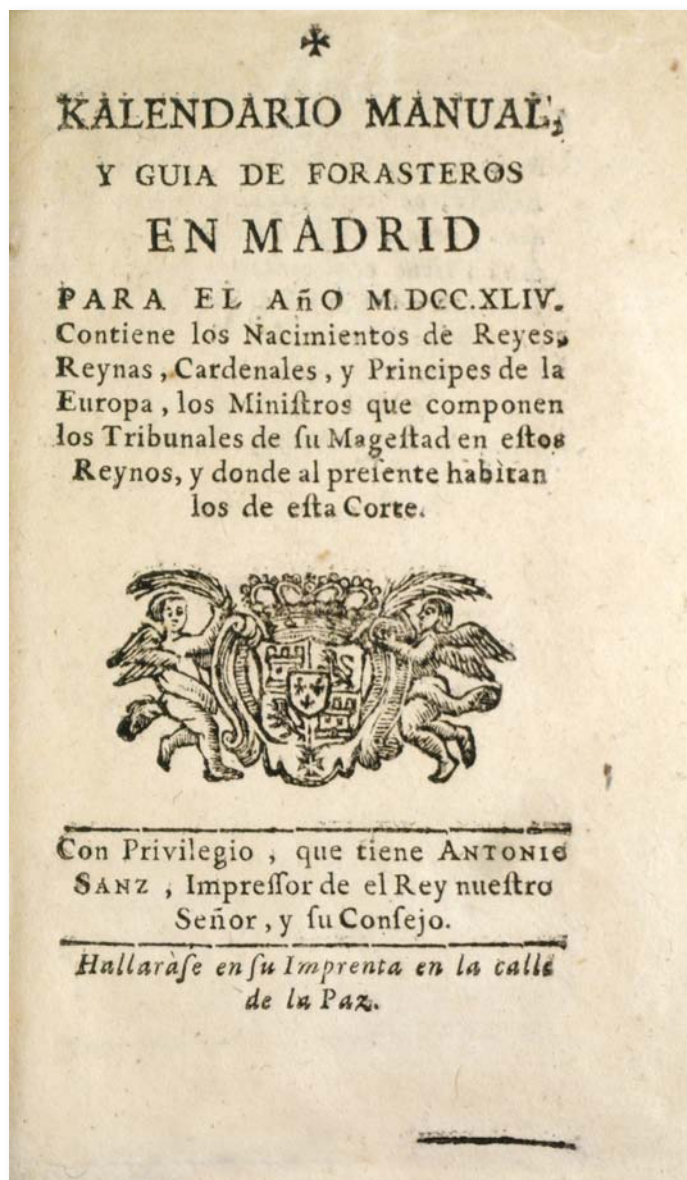 KALENDARIO MANUAL,
Y GUIA DE FORASTEROS
EN MADRID
PARA EL Año M.DCC.XLIV.
Contiene los Nacimientos de Reyes,
Reynas, Cardenales, y Principes de la
Europa, los Miniſtros que componen
los Tribunales de ſu Mageſtad en eſtos
Reynos, y donde al preſente habitan
los de eſta Corte.
Con Privilegio, que tiene ANTONIO
SANZ, Impreſſor de el Rey nueſtro
Señor, y ſu Conſejo.
Hallaràſe en ſu Imprenta en la calle
de la Paz.